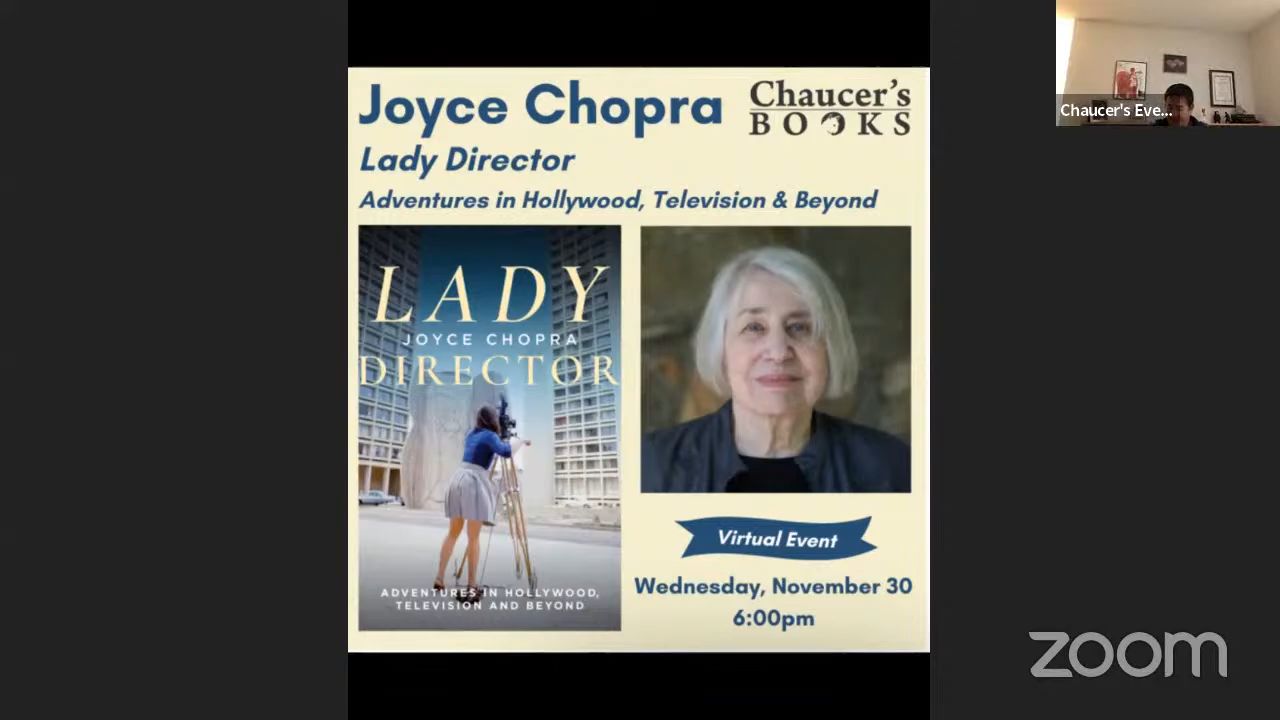 Joyce Chopra
Chaucer's
BOOKS
Lady Director
Adventures in Hollywood, Television & Beyond
LADY
JOYCE CHOPRA
DIRECTOR
ADVENTURES IN HOLLYWOOD,
TELEVISION AND BEYOND
Virtual Event
Wednesday, November 30
6:00pm
Chaucer's Eve...
zoom